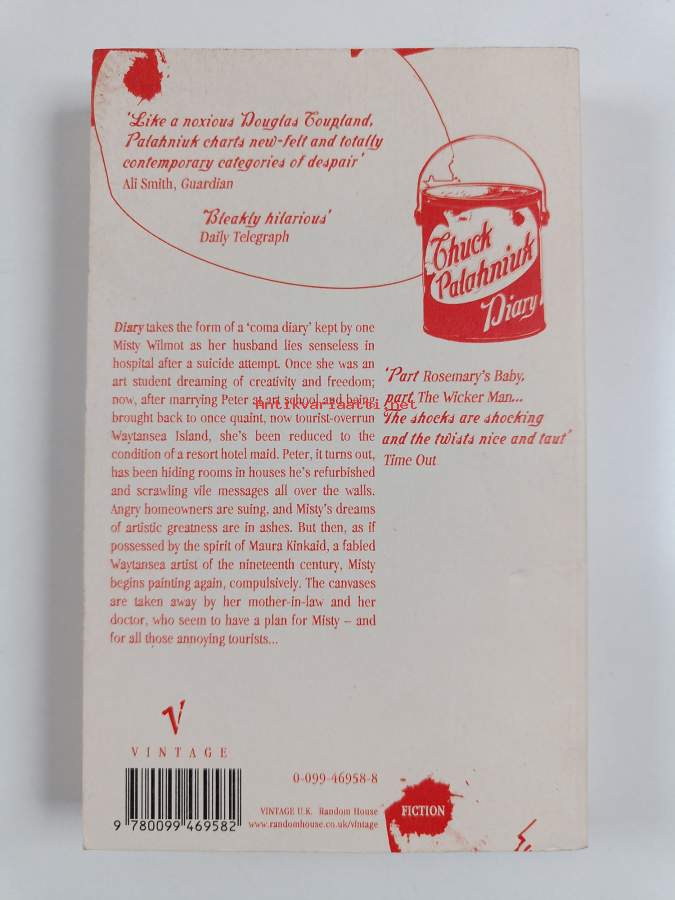 'Like a noxious Douglas Coupland,
Palahniuk charts new-felt and totally
contemporary categories of despair'
Ali Smith, Guardian
'Bleakly hilarious'
Daily Telegraph
Chuck
Palahniuk
Diary
Diary takes the form of a 'coma diary' kept by one
Misty Wilmot as her husband lies senseless in
hospital after a suicide attempt. Once she was an
art student dreaming of creativity and freedom;
now, after marrying Peter at art school and being
brought back to once quaint, now tourist-overrun
Waytansea Island, she's been reduced to the
condition of a resort hotel maid. Peter, it turns out,
has been hiding rooms in houses he's refurbished
and scrawling vile messages all over the walls.
Angry homeowners are suing, and Misty's dreams
of artistic greatness are in ashes. But then, as if
possessed by the spirit of Maura Kinkaid, a fabled
Waytansea artist of the nineteenth century, Misty
begins painting again, compulsively. The canvases
are taken away by her mother-in-law and her
doctor, who seem to have a plan for Misty – and
for all those annoying tourists...
'Part Rosemary's Baby,
part The Wicker Man...
The shocks are shocking
and the twists nice and taut'
Time Out
Antikvariaatti.net
V
VINTAGE
9 780099 469582
0-099-46958-8
VINTAGE U.K. Random House
www.randomhouse.co.uk/vintage
FICTION